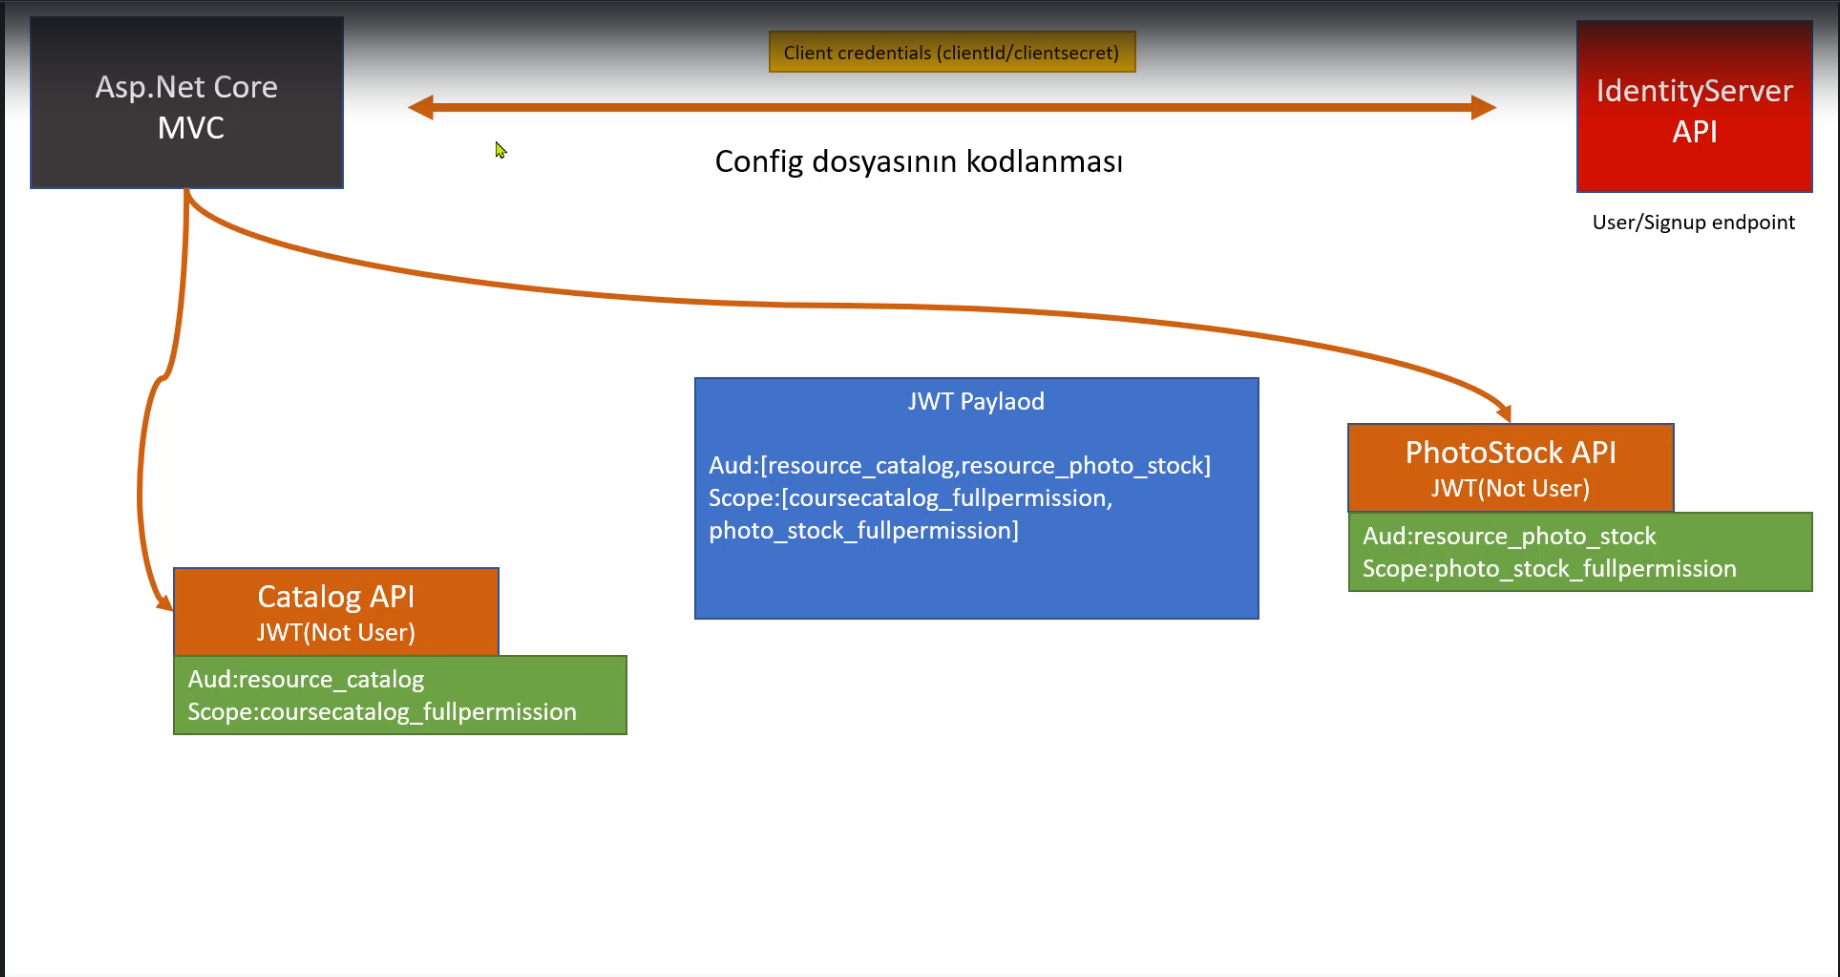 Asp.Net Core
MVC
Client credentials (clientId/clientsecret)
Config dosyasının kodlanması
IdentityServer
API
User/Signup endpoint
JWT Paylaod
Aud:[resource_catalog,resource_photo_stock]
Scope:[coursecatalog_fullpermission,
photo_stock_fullpermission]
PhotoStock API
JWT(Not User)
Aud:resource_photo_stock
Scope:photo_stock_fullpermission
Catalog API
JWT(Not User)
Aud:resource_catalog
Scope:coursecatalog_fullpermission